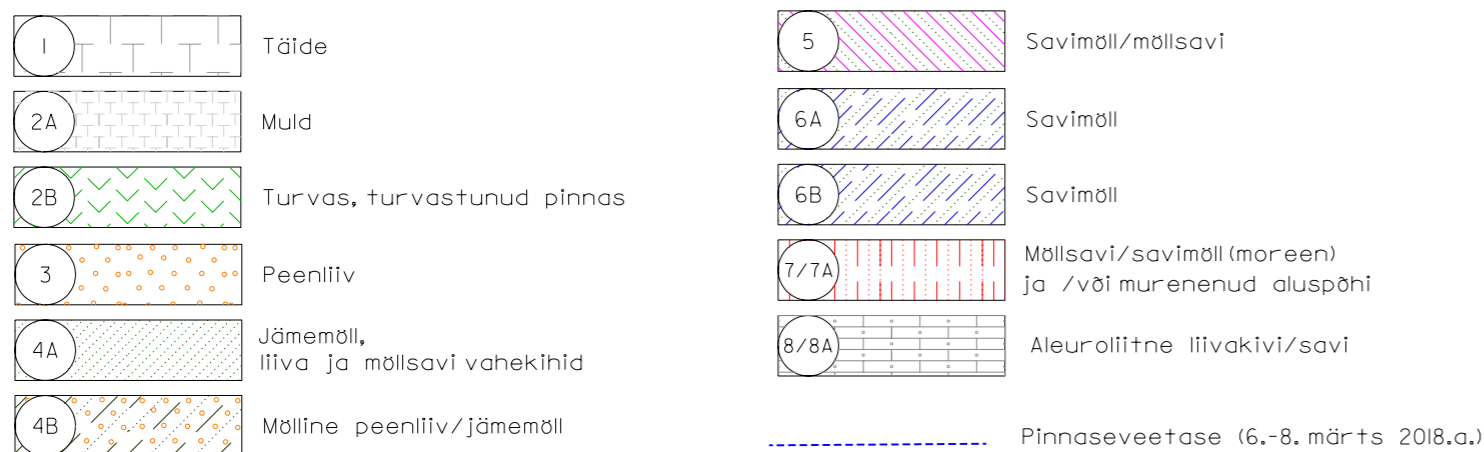 1 Täide
2A Muld
2B Turvas, turvastunud pinnas
3 Peenliiv
4A Jämemöll,
liiva ja möllsavi vahekihid
4B Mölline peenliiv/jämemöll
5 Savimöll/möllsavi
6A Savimöll
6B Savimöll
7/7A Möllsavi/savimöll (moreen)
ja /või murenenud aluspõhi
8/8A Aleuroliitne liivakivi/savi
Pinnaseveetase (6.-8. märts 2018.a.)